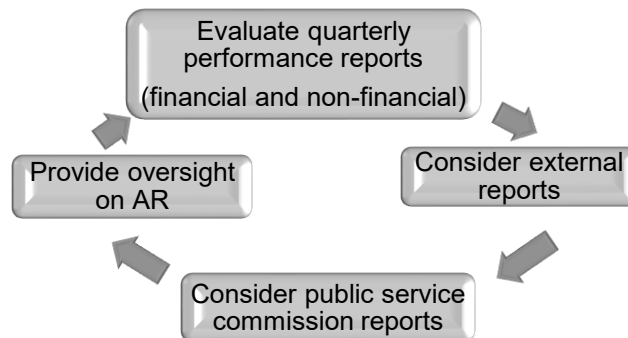 Evaluate quarterly
performance reports
(financial and non-financial)
Consider external
reports
Consider public service
commission reports
Provide oversight
on AR